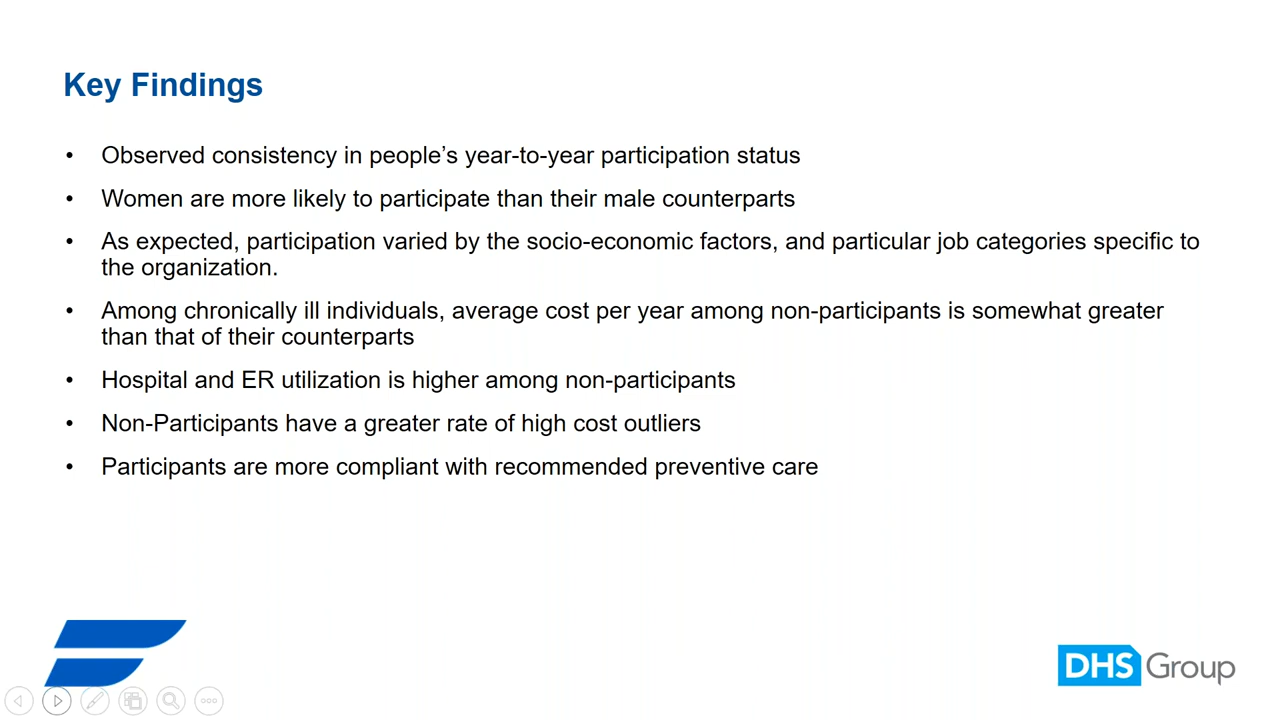 Key Findings
• Observed consistency in people’s year-to-year participation status
• Women are more likely to participate than their male counterparts
• As expected, participation varied by the socio-economic factors, and particular job categories specific to
the organization.
• Among chronically ill individuals, average cost per year among non-participants is somewhat greater
than that of their counterparts
• Hospital and ER utilization is higher among non-participants
• Non-Participants have a greater rate of high cost outliers
• Participants are more compliant with recommended preventive care
DHS Group